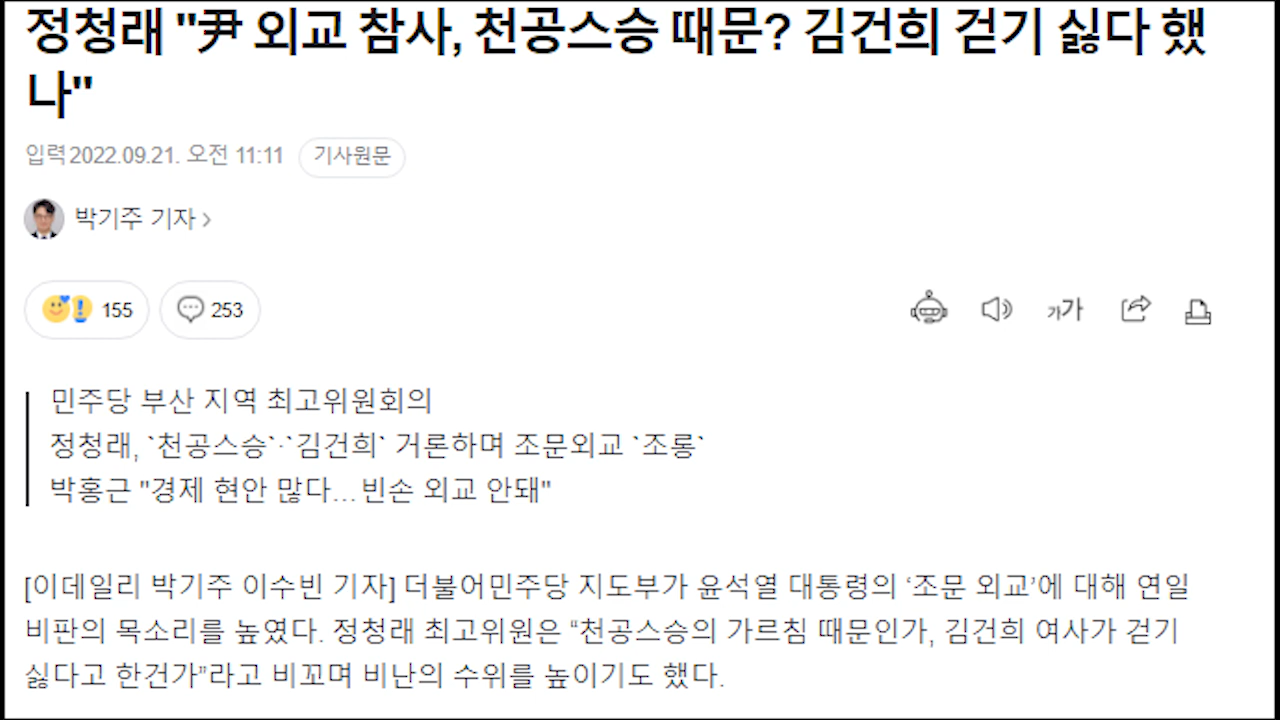 정청래 "尹 외교 참사, 천공스승 때문? 김건희 걷기 싫다 했
나"
입력 2022.09.21. 오전 11:11 기사원문
박기주 기자 >
155 253 가가
민주당 부산 지역 최고위원회의
정청래, `천공스승`·`김건희` 거론하며 조문외교 `조롱`
박홍근 "경제 현안 많다…빈손 외교 안돼"
[이데일리 박기주 이수빈 기자] 더불어민주당 지도부가 윤석열 대통령의 ‘조문 외교’에 대해 연일
비판의 목소리를 높였다. 정청래 최고위원은 “천공스승의 가르침 때문인가, 김건희 여사가 걷기
싫다고 한건가”라고 비꼬며 비난의 수위를 높이기도 했다.